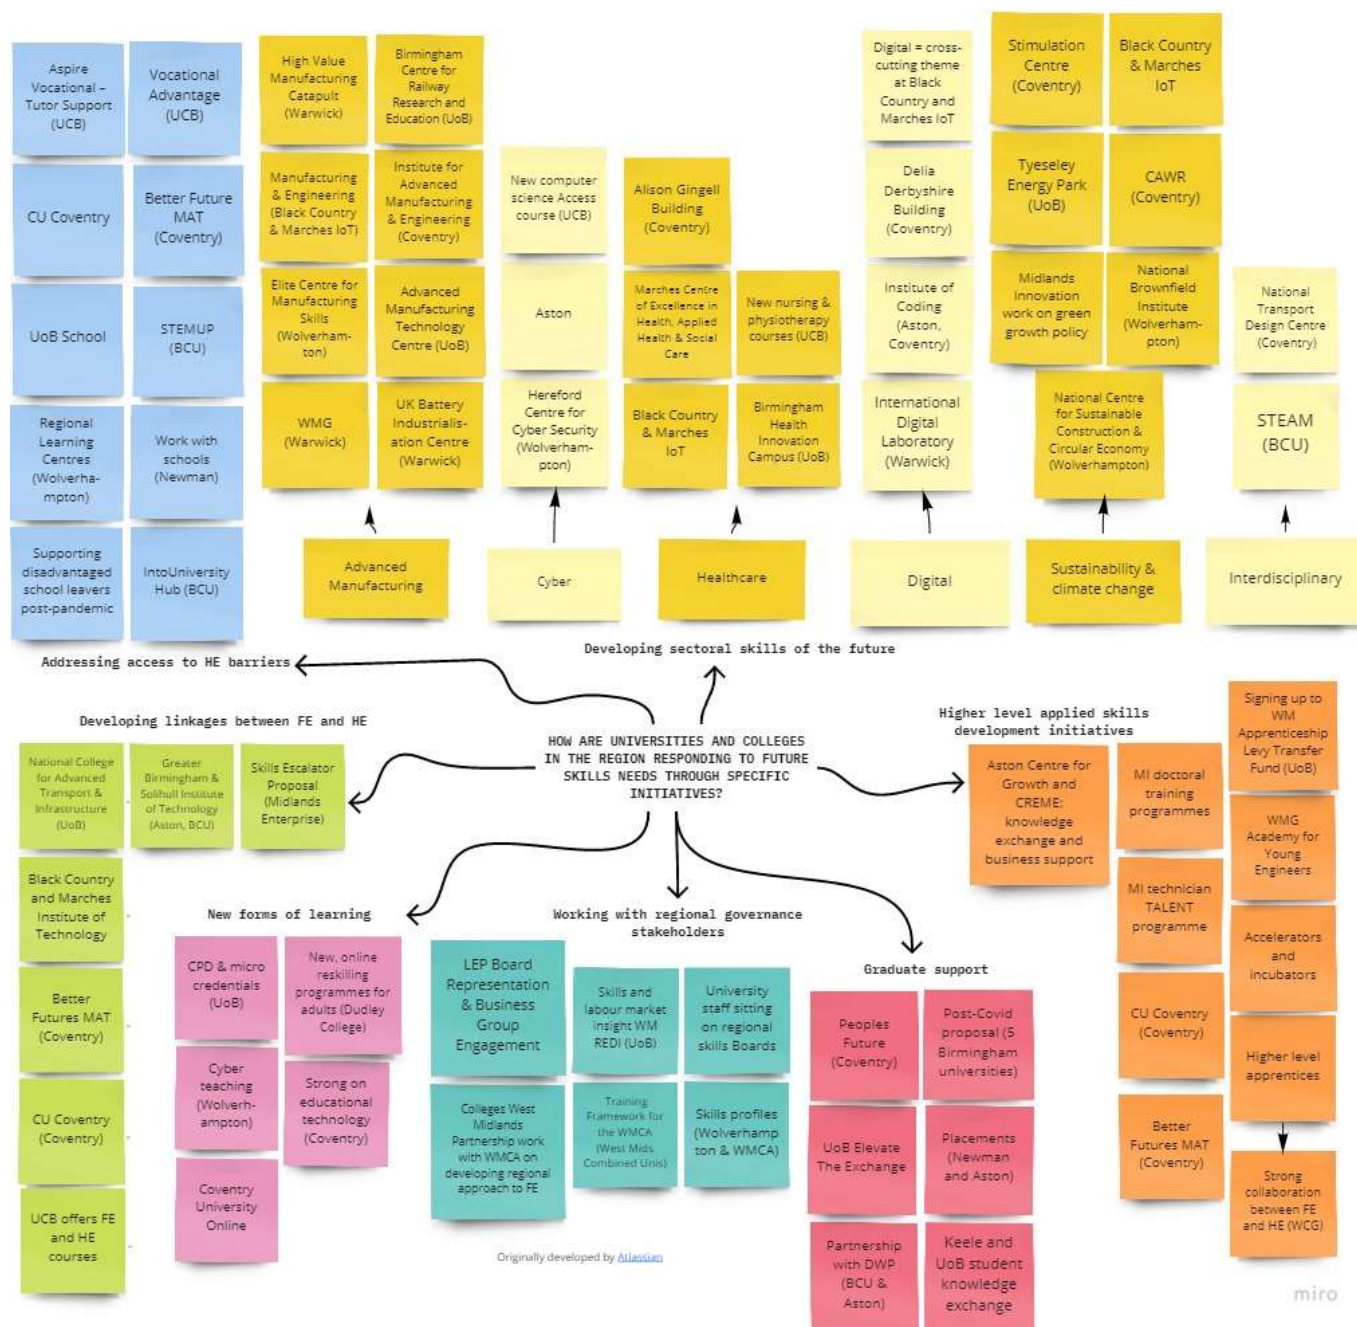 Aspire
Vocational –
Tutor Support
(UCB)
Vocational
Advantage
(UCB)
CU Coventry
Better Future
MAT
(Coventry)
UoB School
STEMUP
(BCU)
Regional
Learning
Centres
(Wolverha-
mpton)
Work with
schools
(Newman)
Supporting
disadvantaged
school leavers
post-pandemic
IntoUniversity
Hub (BCU)
Addressing access to HE barriers
High Value
Manufacturing
Catapult
(Warwick)
Birmingham
Centre for
Railway
Research and
Education (UoB)
Manufacturing
& Engineering
(Black Country
& Marches IoT)
Institute for
Advanced
Manufacturing
& Engineering
(Coventry)
Elite Centre for
Manufacturing
Skills
(Wolverham-
ton)
Advanced
Manufacturing
Technology
Centre (UoB)
WMG
(Warwick)
UK Battery
Industrialis-
ation Centre
(Warwick)
Advanced
Manufacturing
New computer
science Access
course (UCB)
Aston
Hereford
Centre for
Cyber Security
(Wolverham-
pton)
Cyber
Alison Gingell
Building
(Coventry)
Marches Centre
of Excellence in
Health, Applied
Health & Social
Care
New nursing &
physiotherapy
courses (UCB)
Black Country
& Marches
IoT
Birmingham
Health
Innovation
Campus (UoB)
Healthcare
Digital = cross-
cutting theme
at Black
Country and
Marches IoT
Delia
Derbyshire
Building
(Coventry)
Institute of
Coding
(Aston,
Coventry)
International
Digital
Laboratory
(Warwick)
Digital
Stimulation
Centre
(Coventry)
Black Country
& Marches
IoT
Tyeseley
Energy Park
(UoB)
CAWR
(Coventry)
Midlands
Innovation
work on green
growth policy
National
Brownfield
Institute
(Wolverham-
pton)
National Centre
for Sustainable
Construction &
Circular Economy
(Wolverhampton)
Sustainability &
climate change
National
Transport
Design Centre
(Coventry)
STEAM
(BCU)
Interdisciplinary
Developing sectoral skills of the future
HOW ARE UNIVERSITIES AND COLLEGES
IN THE REGION RESPONDING TO FUTURE
SKILLS NEEDS THROUGH SPECIFIC
INITIATIVES?
Developing linkages between FE and HE
National College
for Advanced
Transport &
Infrastructure
(UoB)
Greater
Birmingham &
Solihull Institute
of Technology
(Aston, BCU)
Skills Escalator
Proposal
(Midlands
Enterprise)
Black Country
and Marches
Institute of
Technology
Better
Futures MAT
(Coventry)
CU Coventry
(Coventry)
UCB offers FE
and HE
courses
New forms of learning
CPD & micro
credentials
(UoB)
New, online
reskilling
programmes for
adults (Dudley
College)
Cyber
teaching
(Wolverh-
ampton)
Strong on
educational
technology
(Coventry)
Coventry
University
Online
Working with regional governance
stakeholders
LEP Board
Representation
& Business
Group
Engagement
Skills and
labour market
insight WM
REDI (UoB)
University
staff sitting
on regional
skills Boards
Colleges West
Midlands
Partnership work
with WMCA on
developing regional
approach to FE
Training
Framework for
the WMCA
(West Mids
Combined Unis)
Skills profiles
(Wolverhamp
ton & WMCA)
Graduate support
Peoples
Future
(Coventry)
Post-Covid
proposal (5
Birmingham
universities)
UoB Elevate
The Exchange
Placements
(Newman
and Aston)
Partnership
with DWP
(BCU &
Aston)
Keele and
UoB student
knowledge
exchange
Higher level applied skills
development initiatives
Aston Centre for
Growth and
CREME:
knowledge
exchange and
business support
MI doctoral
training
programmes
Signing up to
WM
Apprenticeship
Levy Transfer
Fund (UoB)
WMG
Academy for
Young
Engineers
MI technician
TALENT
programme
Accelerators
and
incubators
CU Coventry
(Coventry)
Higher level
apprentices
Better
Futures MAT
(Coventry)
Strong
collaboration
between FE
and HE (WCG)
Originally developed by Atlassian
miro